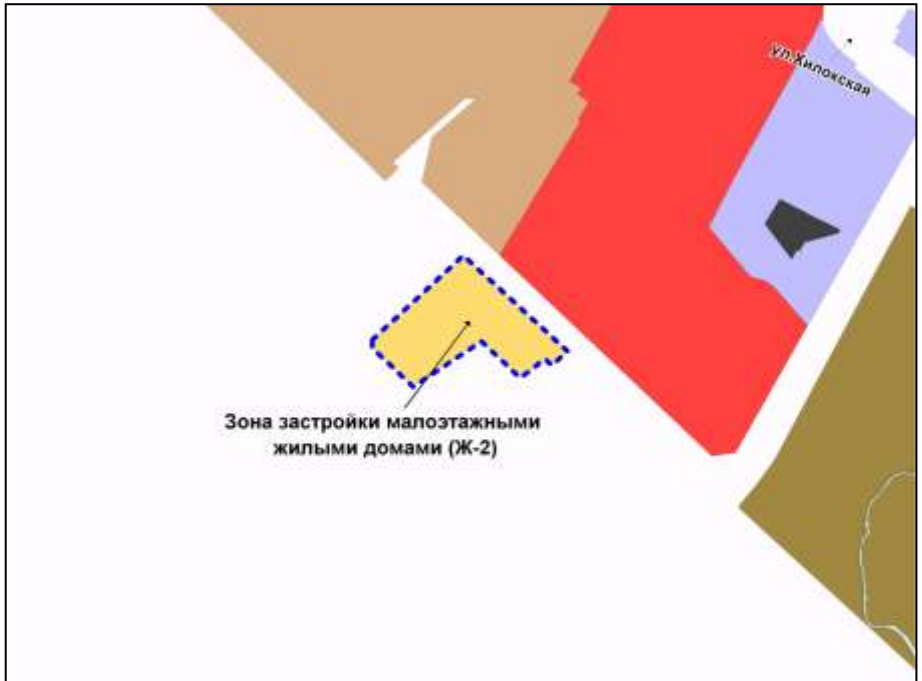 ул.Хилокская
Зона застройки малоэтажными
жилыми домами (Ж-2)